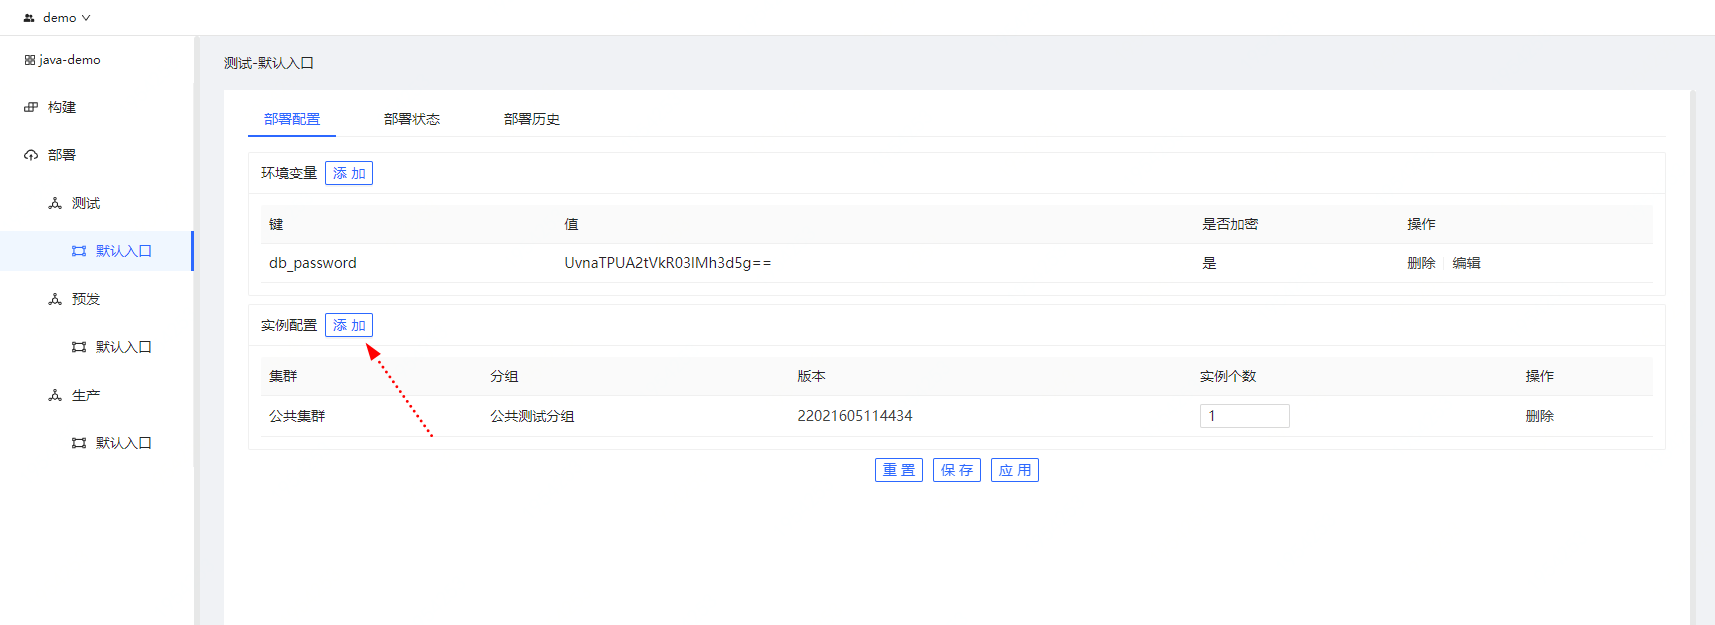 demo
java-demo
构建
部署
测试
默认入口
预发
默认入口
生产
默认入口
测试-默认入口
部署配置 部署状态 部署历史
环境变量 添 加
键 值 是否加密 操作
db_password UvnaTPUA2tVkR03IMh3d5g== 是 删除 编辑
实例配置 添 加
集群 分组 版本 实例个数 操作
公共集群 公共测试分组 22021605114434 1 删除
重 置 保 存 应 用